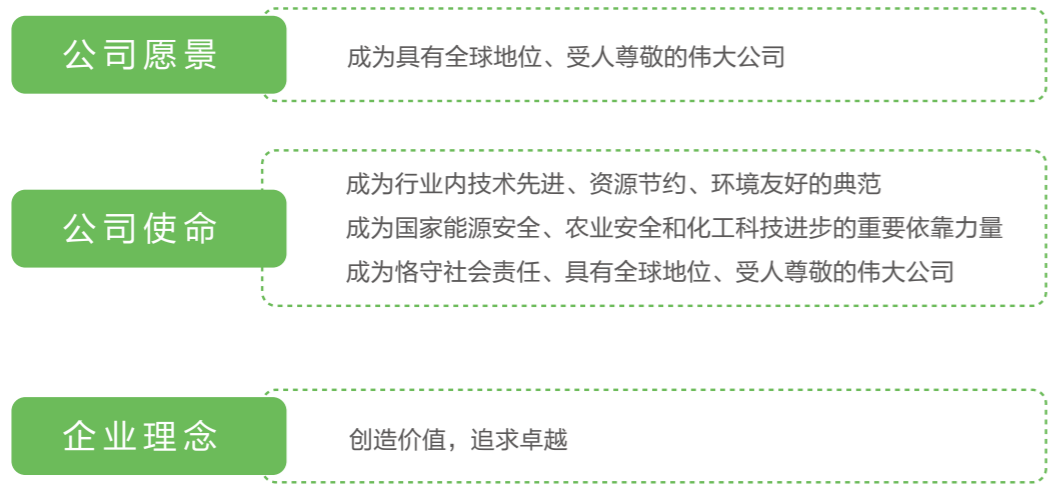 公司愿景
成为具有全球地位、受人尊敬的伟大公司
公司使命
成为行业内技术先进、资源节约、环境友好的典范
成为国家能源安全、农业安全和化工科技进步的重要依靠力量
成为恪守社会责任、具有全球地位、受人尊敬的伟大公司
企业理念
创造价值，追求卓越